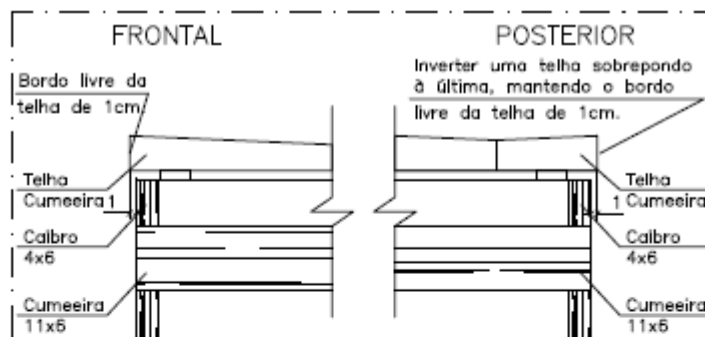 FRONTAL
POSTERIOR
Bordo livre da
telha de 1cm.
Inverter uma telha sobrepondo
à última, mantendo o bordo
livre da telha de 1cm.
Telha
Cumeeira 1
Caibro
4x6
Cumeeira
11x6
Telha
1 Cumeeira
Caibro
4x6
Cumeeira
11x6